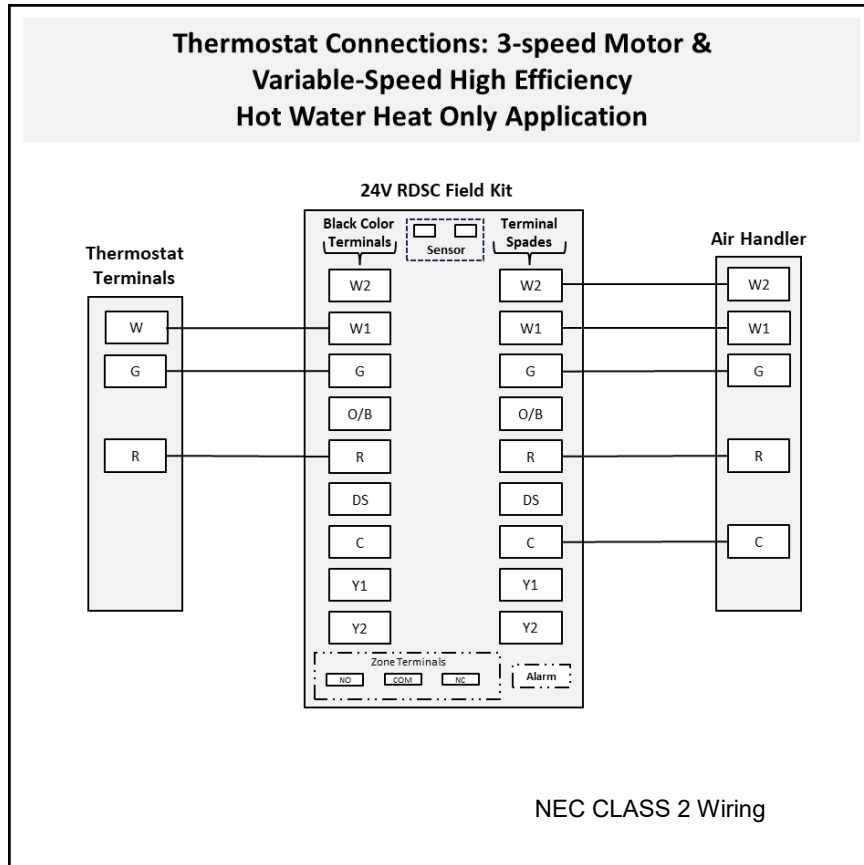 Thermostat Connections: 3-speed Motor &
Variable-Speed High Efficiency
Hot Water Heat Only Application
24V RDSC Field Kit
Black Color
Terminals
Sensor
Terminal
Spades
Thermostat
Terminals
Air Handler
W2
W2
W2
W
W1
W1
W1
G
G
G
G
O/B
O/B
R
R
R
R
DS
DS
C
C
C
Y1
Y1
Y2
Y2
Zone Terminals
NO
COM
NC
Alarm
NEC CLASS 2 Wiring